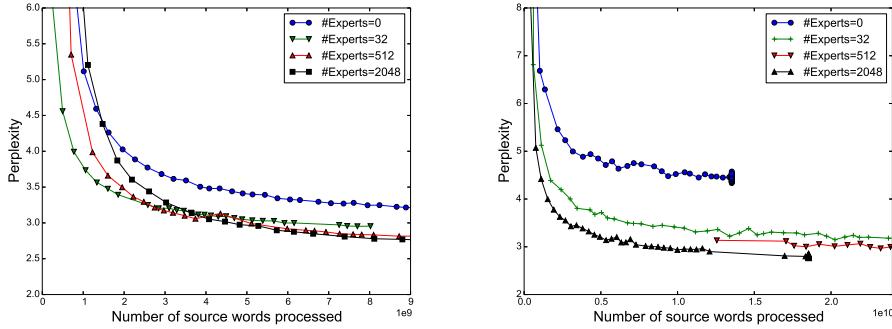 6.0
5.5
5.0
4.5
4.0
3.5
3.0
2.5
2.0
Perplexity
0 1 2 3 4 5 6 7 8 9
1e9
Number of source words processed
#Experts=0
#Experts=32
#Experts=512
#Experts=2048
8
7
6
5
4
3
2
Perplexity
0.0 0.5 1.0 1.5 2.0
1e10
Number of source words processed
#Experts=0
#Experts=32
#Experts=512
#Experts=2048